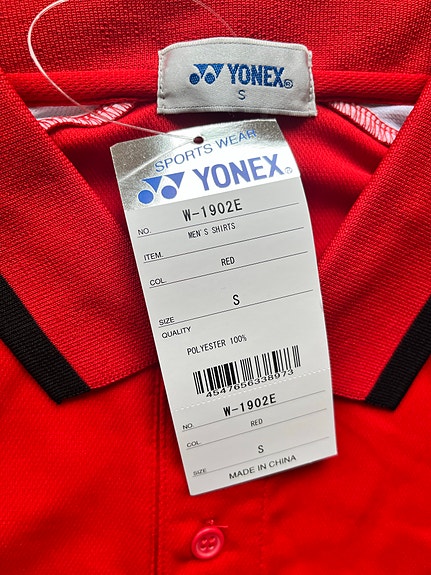 YONEX®
S
SPORTS WEAR
YONEX®
NO. W-1902E
ITEM. MEN'S SHIRTS
COL. RED
SIZE S
QUALITY
POLYESTER 100%
4547656338973
NO. W-1902E
COL. RED
SIZE S
MADE IN CHINA